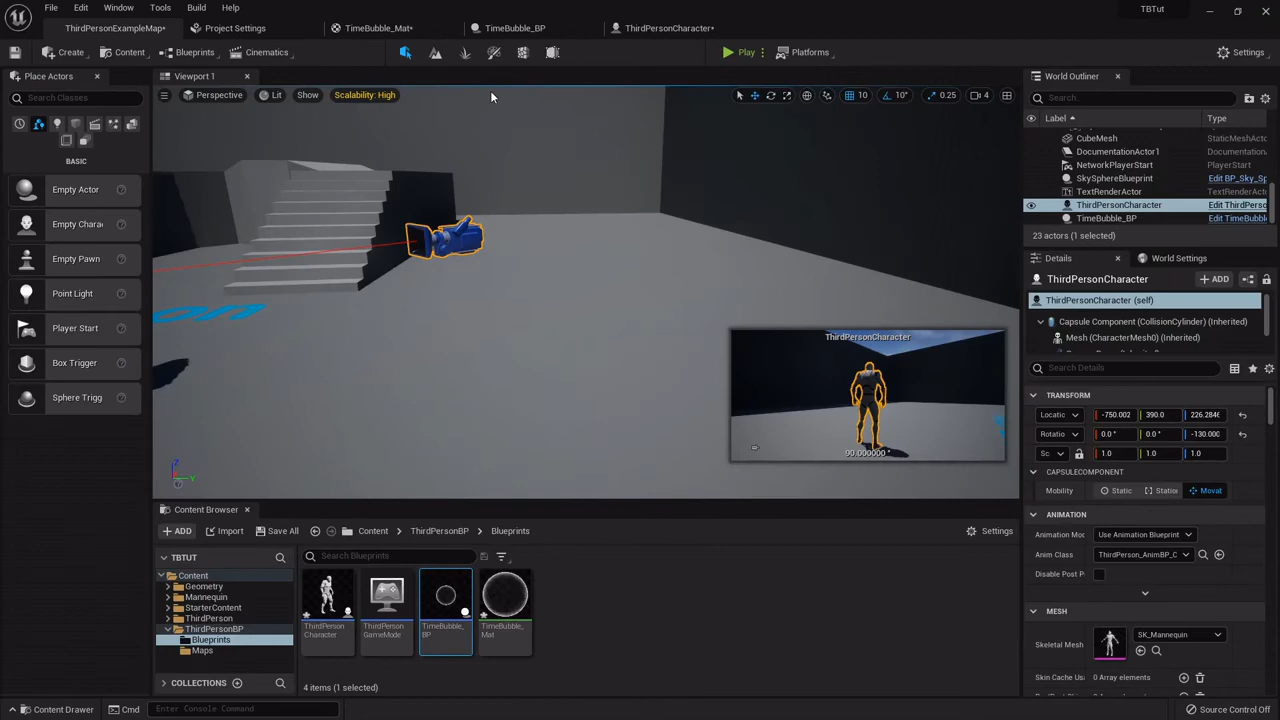 File Edit Window Tools Build Help
TBTut
ThirdPersonExampleMap* Project Settings TimeBubble_Mat* TimeBubble_BP ThirdPersonCharacter*
Create Content Blueprints Cinematics Play Platforms Settings
Place Actors
Search Classes
BASIC
Empty Actor
Empty Chara
Empty Pawn
Point Light
Player Start
Box Trigger
Sphere Trigg
Viewport 1
Perspective Lit Show Scalability: High
10 10° 0.25 4
on
ThirdPersonCharacter
90.000000 °
Z
Y
World Outliner
Search..
Label Type
CubeMesh StaticMeshActo
DocumentationActor1 Documentation
NetworkPlayerStart PlayerStart
SkySphereBlueprint Edit BP_Sky_Sp
TextRenderActor TextRenderActo
ThirdPersonCharacter Edit ThirdPerso
TimeBubble_BP Edit TimeBubbl
23 actors (1 selected)
Details World Settings
ThirdPersonCharacter ADD
ThirdPersonCharacter (self)
Capsule Component (CollisionCylinder) (Inherited)
Mesh (CharacterMesh0) (Inherited)
Search Details
TRANSFORM
Locatic -750.002 390.0 226.2846
Rotatio 0.0 ° 0.0 ° -130.000
Sc 1.0 1.0 1.0
CAPSULECOMPONENT
Mobility Static Station Movat
ANIMATION
Animation Moc Use Animation Blueprint
Anim Class ThirdPerson_AnimBP_C
Disable Post P
MESH
Skeletal Mesh SK_Mannequin
Skin Cache Usa 0 Array elements
Content Browser
ADD Import Save All Content ThirdPersonBP Blueprints Settings
TBTUT
Search Blueprints
Content
Geometry
Mannequin
StarterContent
ThirdPerson
ThirdPersonBP
Blueprints
Maps
ThirdPerson
Character
ThirdPerson
GameMode
TimeBubble_
BP
TimeBubble_
Mat
COLLECTIONS
4 items (1 selected)
Content Drawer Cmd Enter Console Command Source Control Off